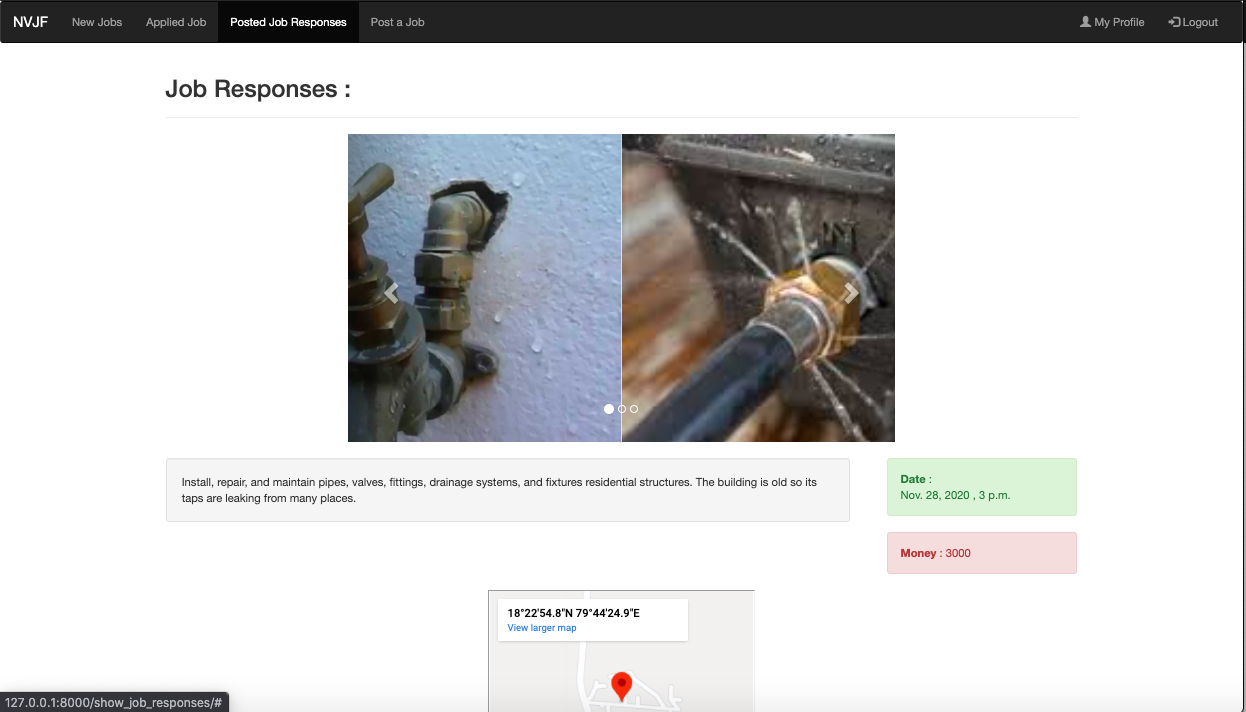 NVJF New Jobs Applied Job Posted Job Responses Post a Job My Profile Logout
Job Responses :
INT
Install, repair, and maintain pipes, valves, fittings, drainage systems, and fixtures residential structures. The building is old so its
taps are leaking from many places.
Date :
Nov. 28, 2020 , 3 p.m.
Money : 3000
18°22'54.8"N 79°44'24.9"E
View larger map
127.0.0.1:8000/show_job_responses/#